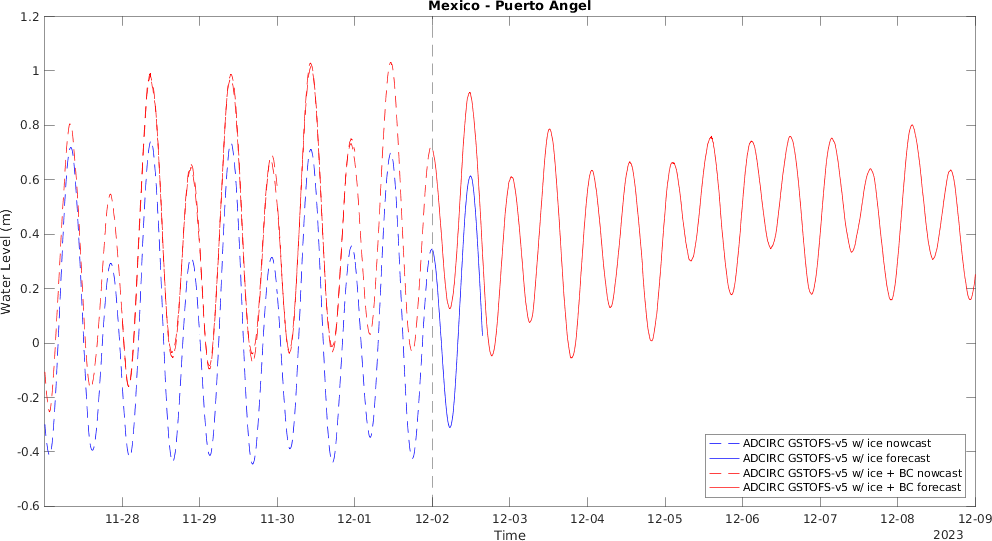 Mexico - Puerto Angel
1.2
1
0.8
0.6
0.4
0.2
0
-0.2
-0.4
-0.6
Water Level (m)
11-28 11-29 11-30 12-01 12-02 12-03 12-04 12-05 12-06 12-07 12-08 12-09
Time
2023
ADCIRC GSTOFS-v5 w/ ice nowcast
ADCIRC GSTOFS-v5 w/ ice forecast
ADCIRC GSTOFS-v5 w/ ice + BC nowcast
ADCIRC GSTOFS-v5 w/ ice + BC forecast